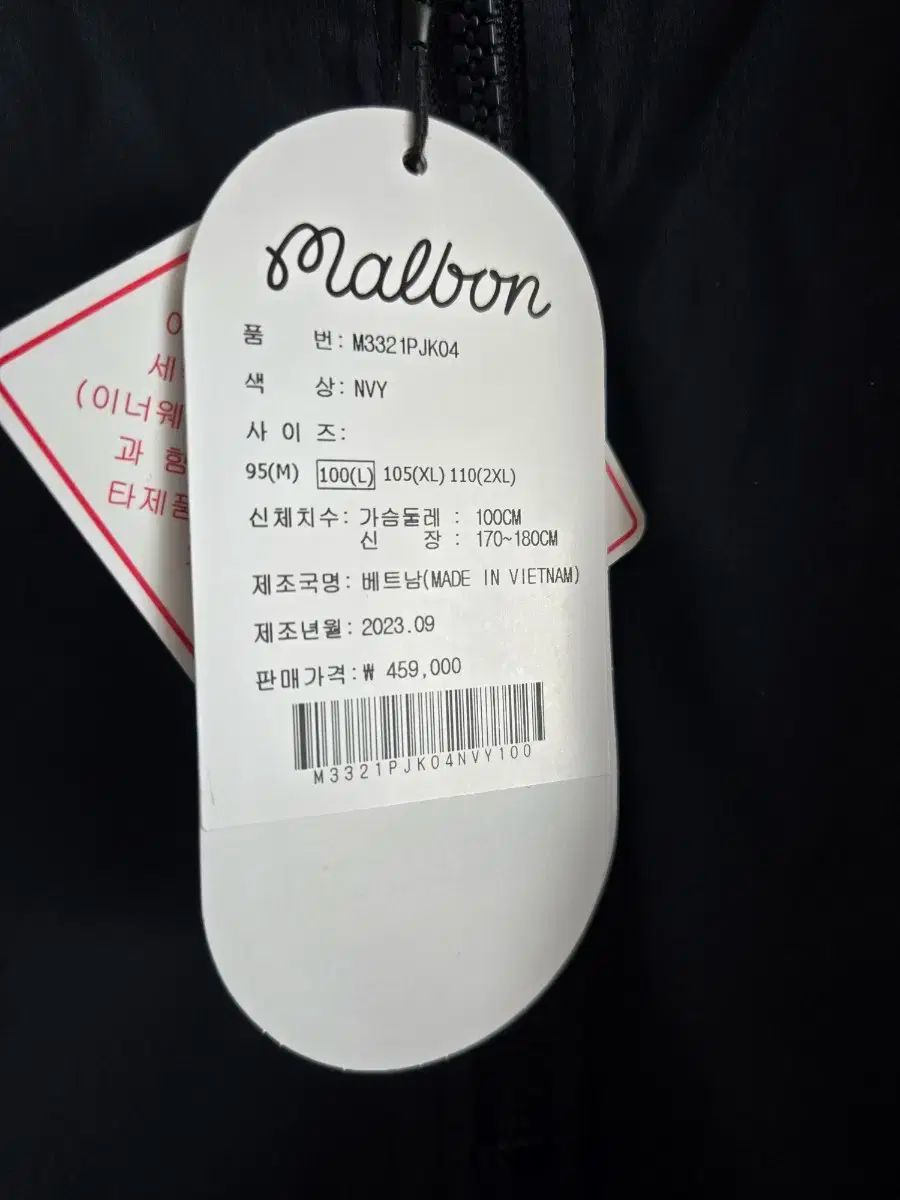 Malbon
품 번: M3321PJK04
색 상: NVY
사 이 즈:
95(M) 100(L) 105(XL) 110(2XL)
신체치수: 가슴둘레 : 100CM
신 장 : 170~180CM
제조국명: 베트남(MADE IN VIETNAM)
제조년월: 2023.09
판매가격:₩ 459,000
M3321PJK04NVY100
세
(이너웨
과 함
타제품